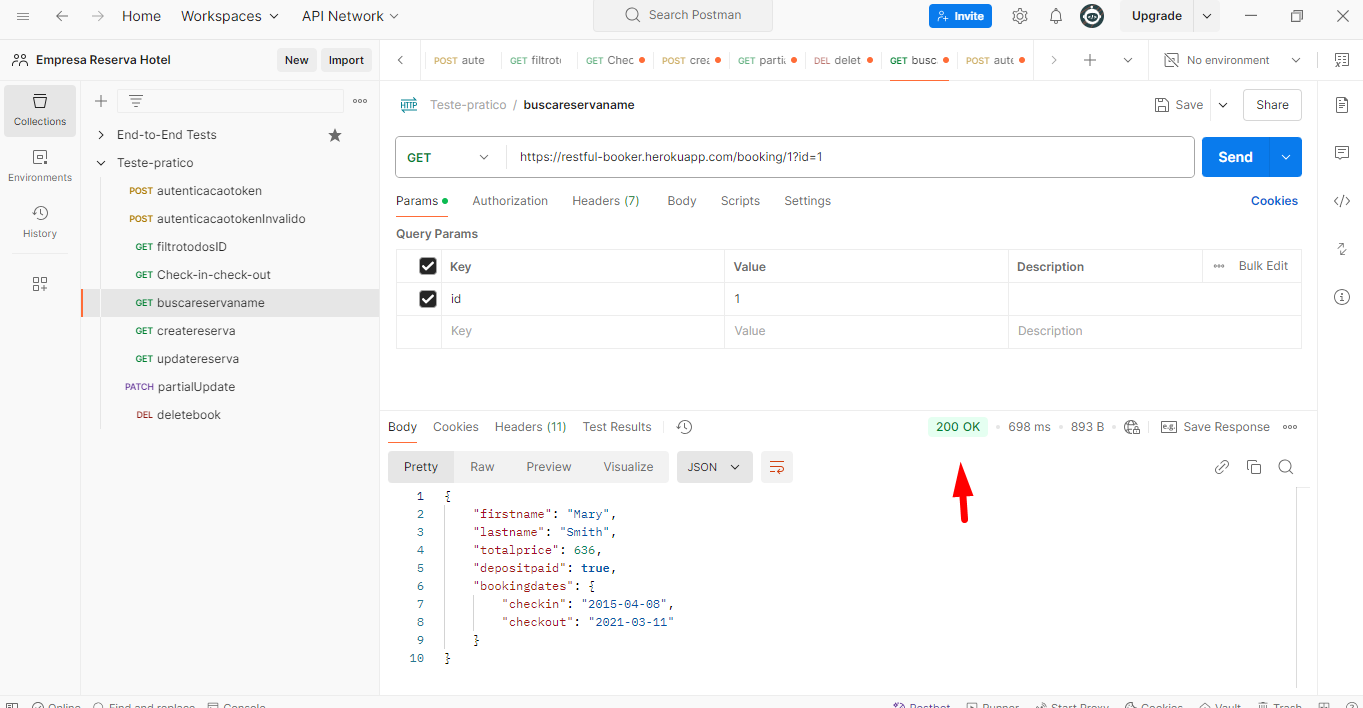 Home Workspaces API Network Search Postman Invite Upgrade
Empresa Reserva Hotel New Import
POST aute GET filtrot GET Chec POST crea GET parti DEL delet GET busc. POST aute No environment
Collections
Environments
History
End-to-End Tests
Teste-pratico
POST autenticacaotoken
POST autenticacaotokenInvalido
GET filtrotodosID
GET Check-in-check-out
GET buscareservaname
GET createreserva
GET updatereserva
PATCH partialUpdate
DEL deletebook
HTTP Teste-pratico / buscareservaname Save Share
GET https://restful-booker.herokuapp.com/booking/1?id=1 Send
Params Authorization Headers (7) Body Scripts Settings Cookies
Query Params
Key Value Description Bulk Edit
id 1
Key Value Description
Body Cookies Headers (11) Test Results 200 OK 698 ms 893 B e.g. Save Response
Pretty Raw Preview Visualize JSON
1 {
2 "firstname": "Mary",
3 "lastname": "Smith",
4 "totalprice": 636,
5 "depositpaid": true,
6 "bookingdates": {
7 "checkin": "2015-04-08",
8 "checkout": "2021-03-11"
9 }
10 }
Online Find and replace Console Postbot Runner Start Proxy Cookies Vault Trash